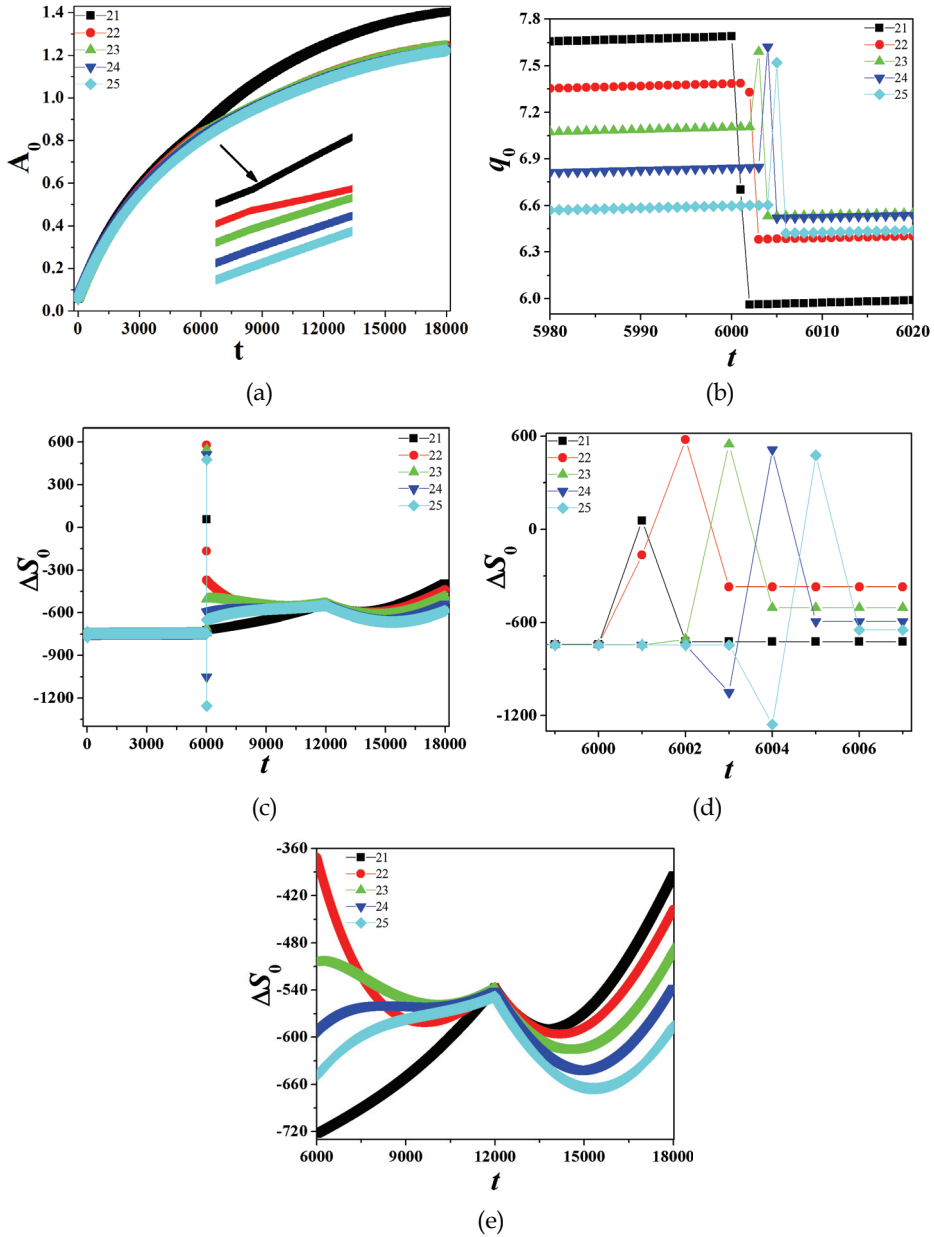 1.4
1.2
1.0
0.8
0.6
0.4
0.2
0.0
A0
21
22
23
24
25
0 3000 6000 9000 12000 15000 18000
t
(a)
7.8
7.5
7.2
6.9
6.6
6.3
6.0
q0
21
22
23
24
25
5980 5990 6000 6010 6020
t
(b)
600
300
0
-300
-600
-900
-1200
ΔS0
21
22
23
24
25
0 3000 6000 9000 12000 15000 18000
t
(c)
600
0
-600
-1200
ΔS0
21
22
23
24
25
6000 6002 6004 6006
t
(d)
-360
-420
-480
-540
-600
-660
-720
ΔS0
21
22
23
24
25
6000 9000 12000 15000 18000
t
(e)